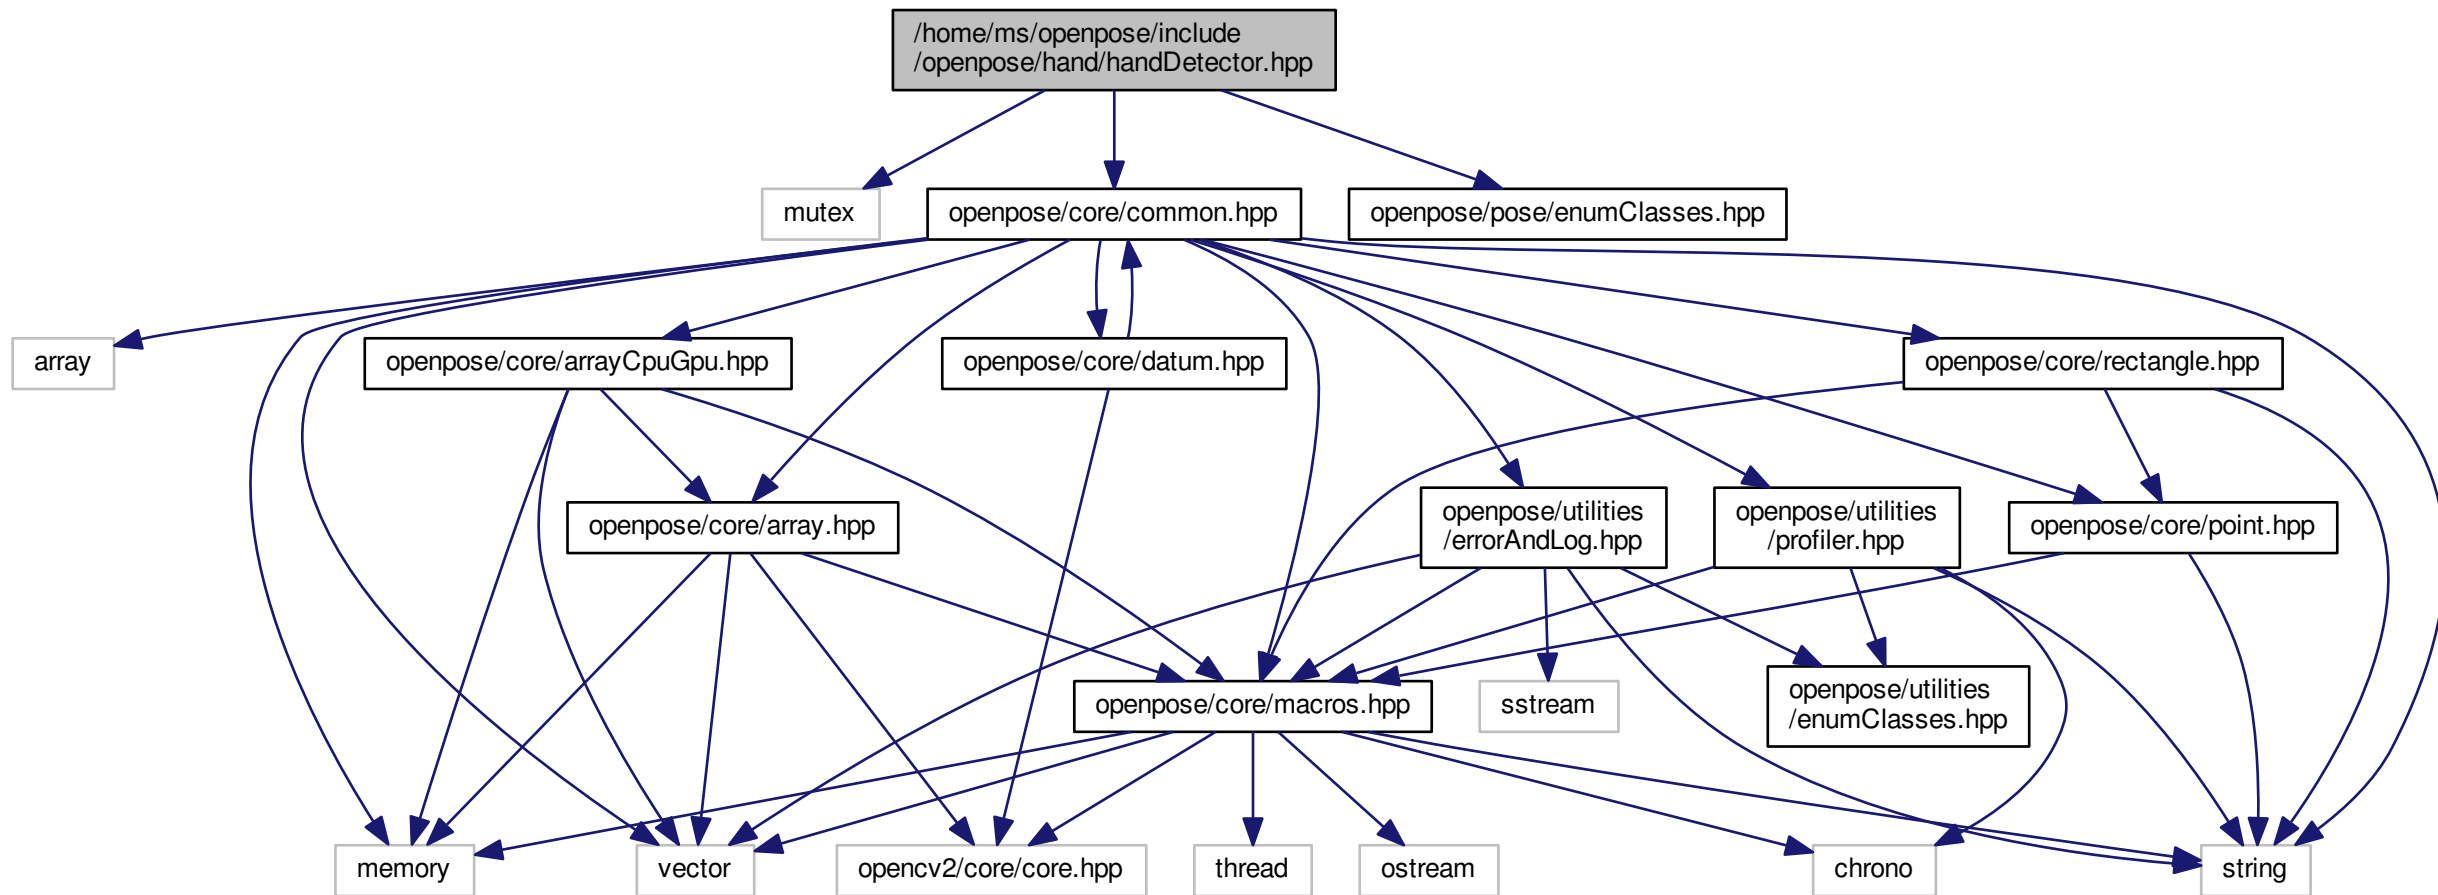 /home/ms/openpose/include
/openpose/hand/handDetector.hpp
mutex
openpose/core/common.hpp
openpose/pose/enumClasses.hpp
array
openpose/core/arrayCpuGpu.hpp
openpose/core/datum.hpp
openpose/core/rectangle.hpp
openpose/core/array.hpp
openpose/utilities
/errorAndLog.hpp
openpose/utilities
/profiler.hpp
openpose/core/point.hpp
openpose/core/macros.hpp
sstream
openpose/utilities
/enumClasses.hpp
memory
vector
opencv2/core/core.hpp
thread
ostream
chrono
string